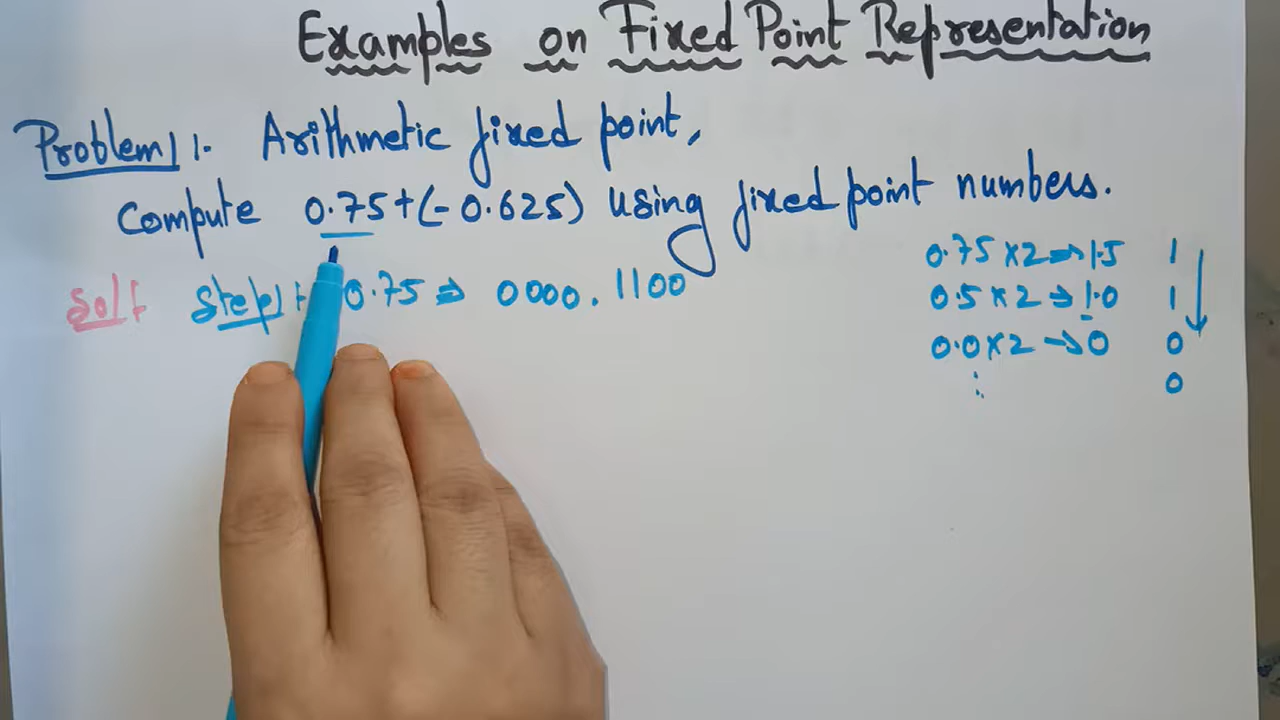 Examples on Fixed Point Representation
Problem 1. Arithmetic fixed point,
Compute 0.75+(-0.625) using fixed point numbers.
Sol: Step1: 0.75 ⇒ 0000.1100
0.75×2⇒1.5 1
0.5×2→1.0 1
0.0×2→0 0
⋮ 0